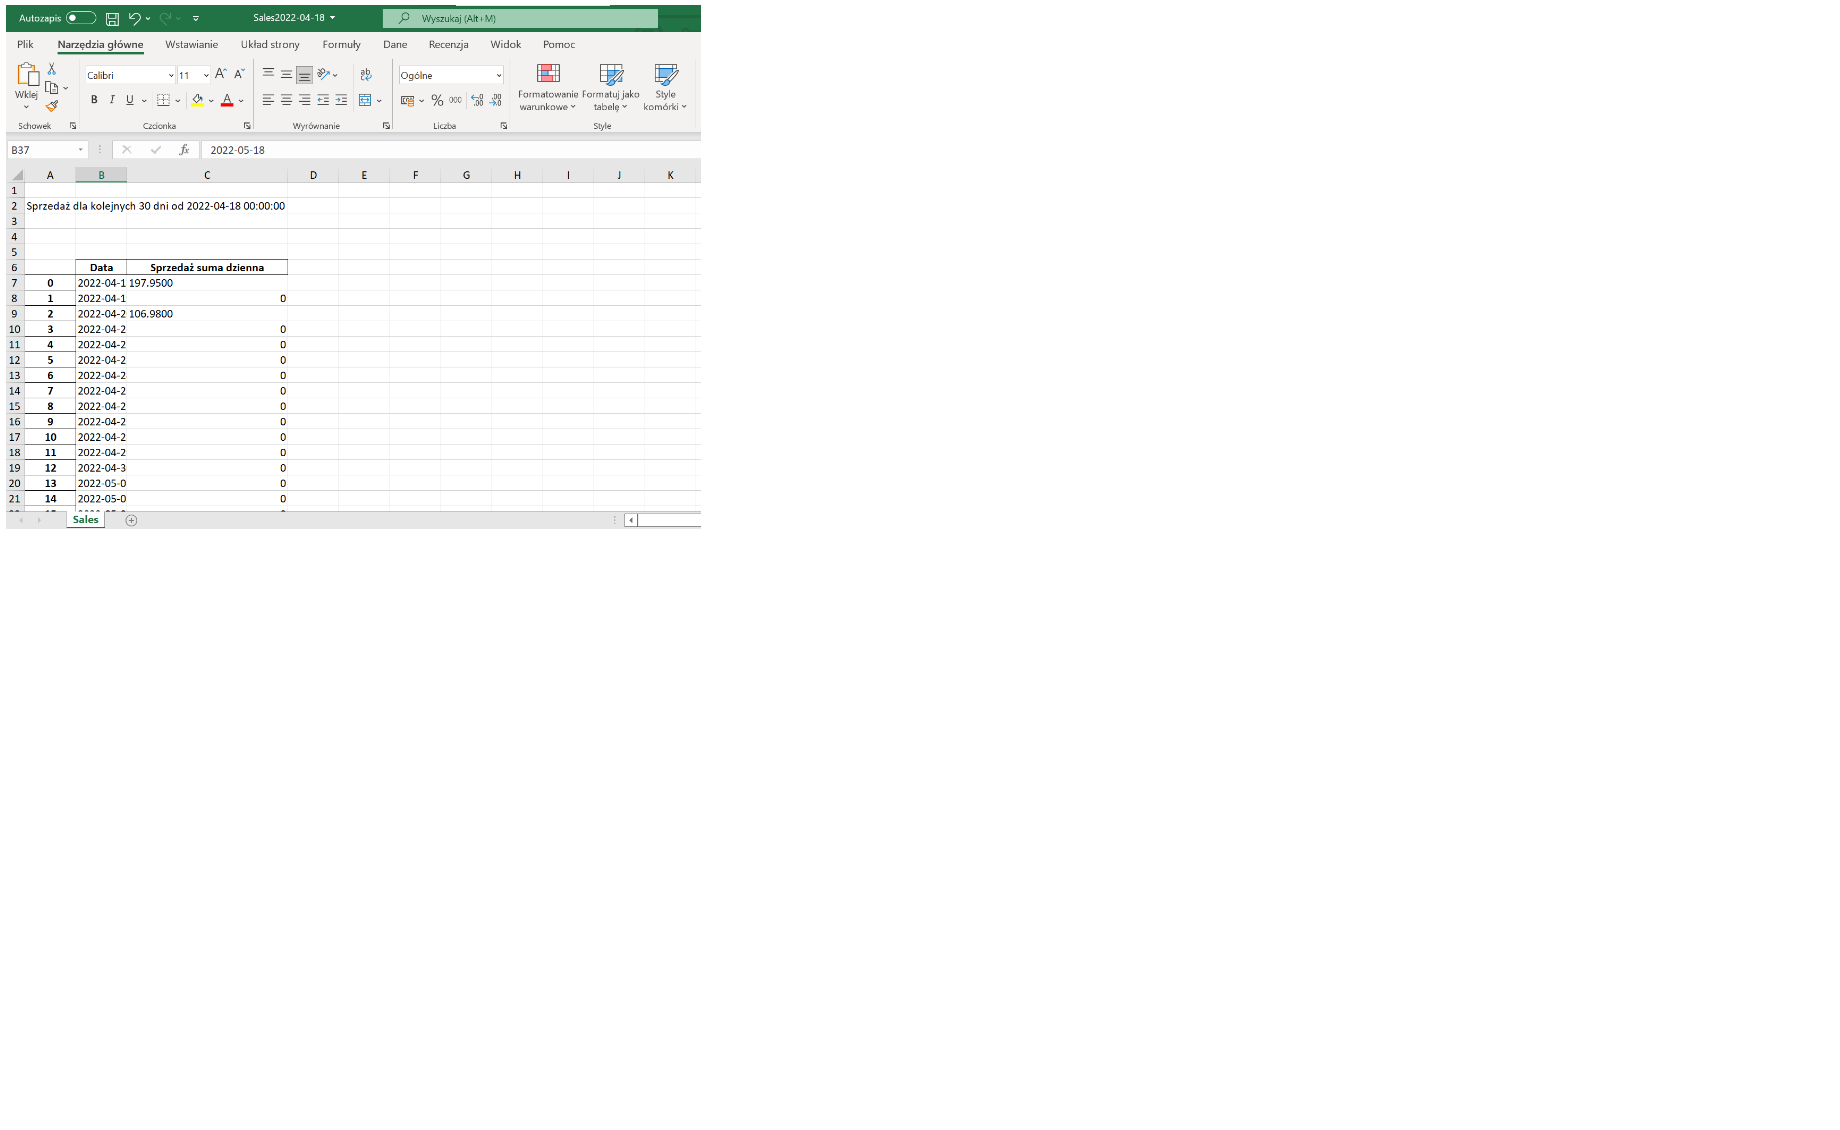 Autozapis Sales2022-04-18 Wyszukaj (Alt+M)
Plik Narzędzia główne Wstawianie Układ strony Formuły Dane Recenzja Widok Pomoc
Calibri 11 A A ab Ogólne
Wklej B I U A % 000 ,00 Formatowanie warunkowe Formatuj jako tabelę Style komórki
Schowek Czcionka Wyrównanie Liczba Style
B37 fx 2022-05-18
A B C D E F G H I J K
1
2 Sprzedaż dla kolejnych 30 dni od 2022-04-18 00:00:00
3
4
5
6 Data Sprzedaż suma dzienna
7 0 2022-04-1 197.9500
8 1 2022-04-1 0
9 2 2022-04-2 106.9800
10 3 2022-04-2 0
11 4 2022-04-2 0
12 5 2022-04-2 0
13 6 2022-04-2 0
14 7 2022-04-2 0
15 8 2022-04-2 0
16 9 2022-04-2 0
17 10 2022-04-2 0
18 11 2022-04-2 0
19 12 2022-04-3 0
20 13 2022-05-0 0
21 14 2022-05-0 0
Sales